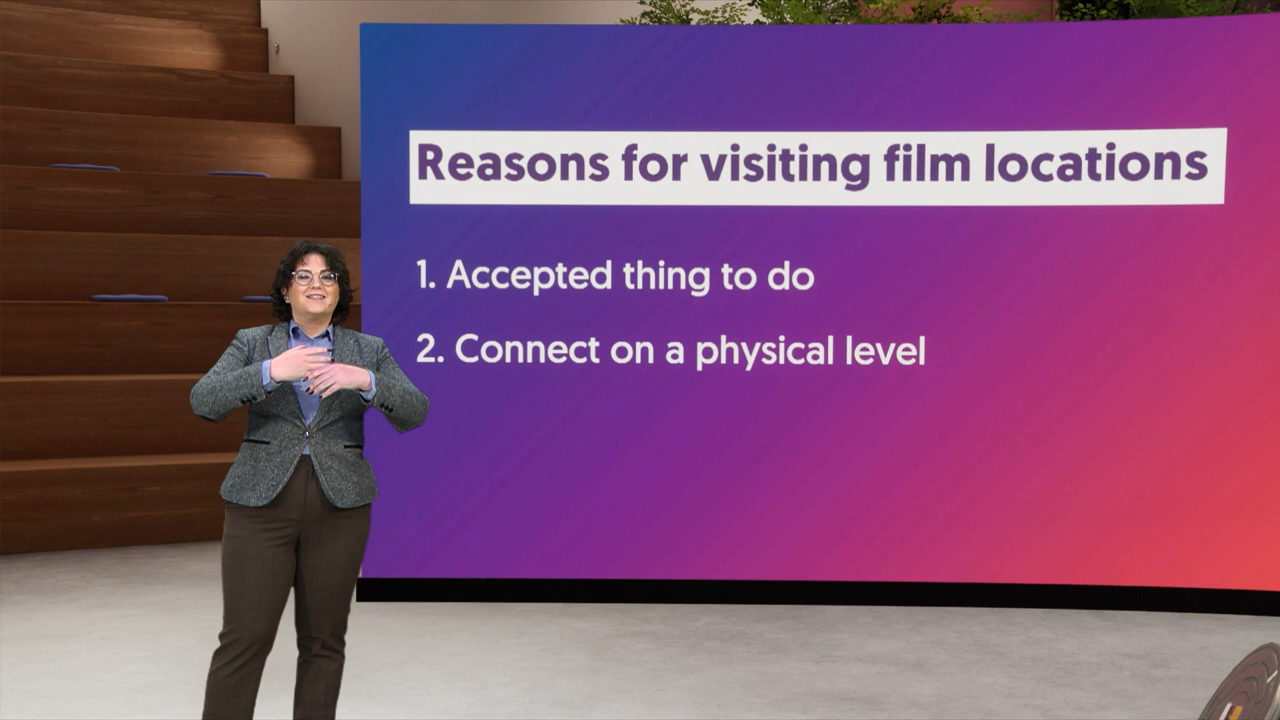 Reasons for visiting film locations
1. Accepted thing to do
2. Connect on a physical level